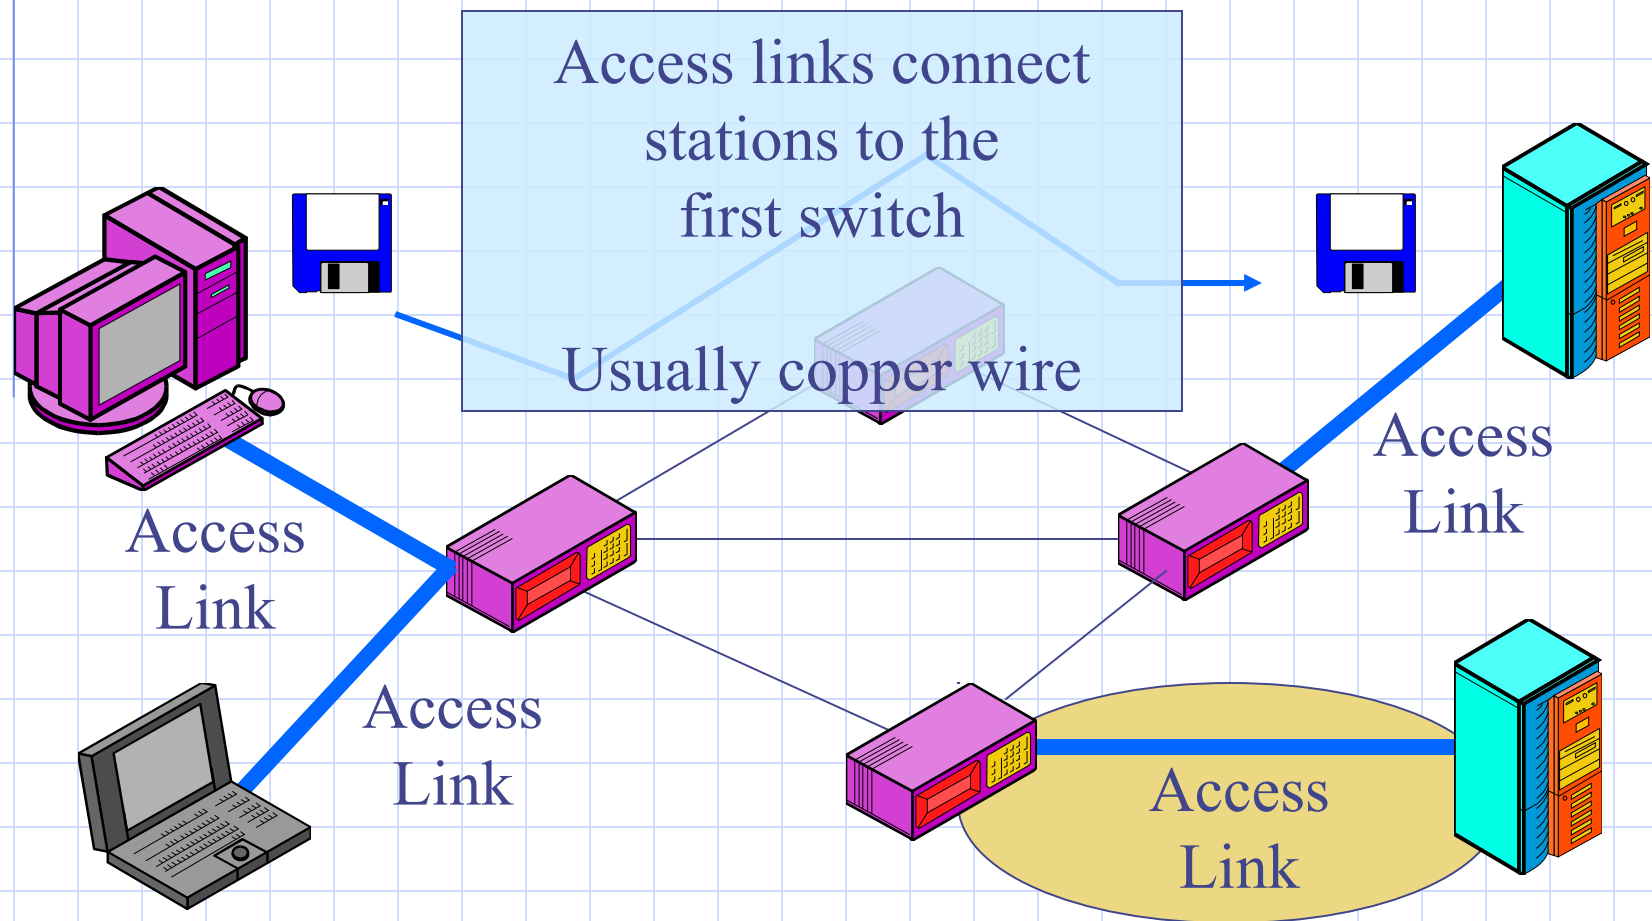 Access links connect
stations to the
first switch
Usually copper wire
Access
Link
Access
Link
Access
Link
Access
Link